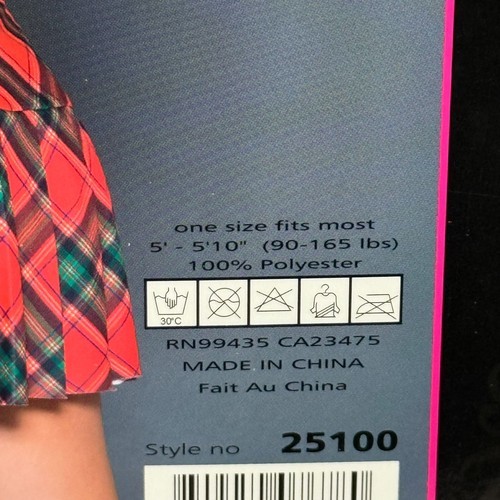 one size fits most
5' - 5'10" (90-165 lbs)
100% Polyester
30°C
RN99435 CA23475
MADE IN CHINA
Fait Au China
Style no 25100